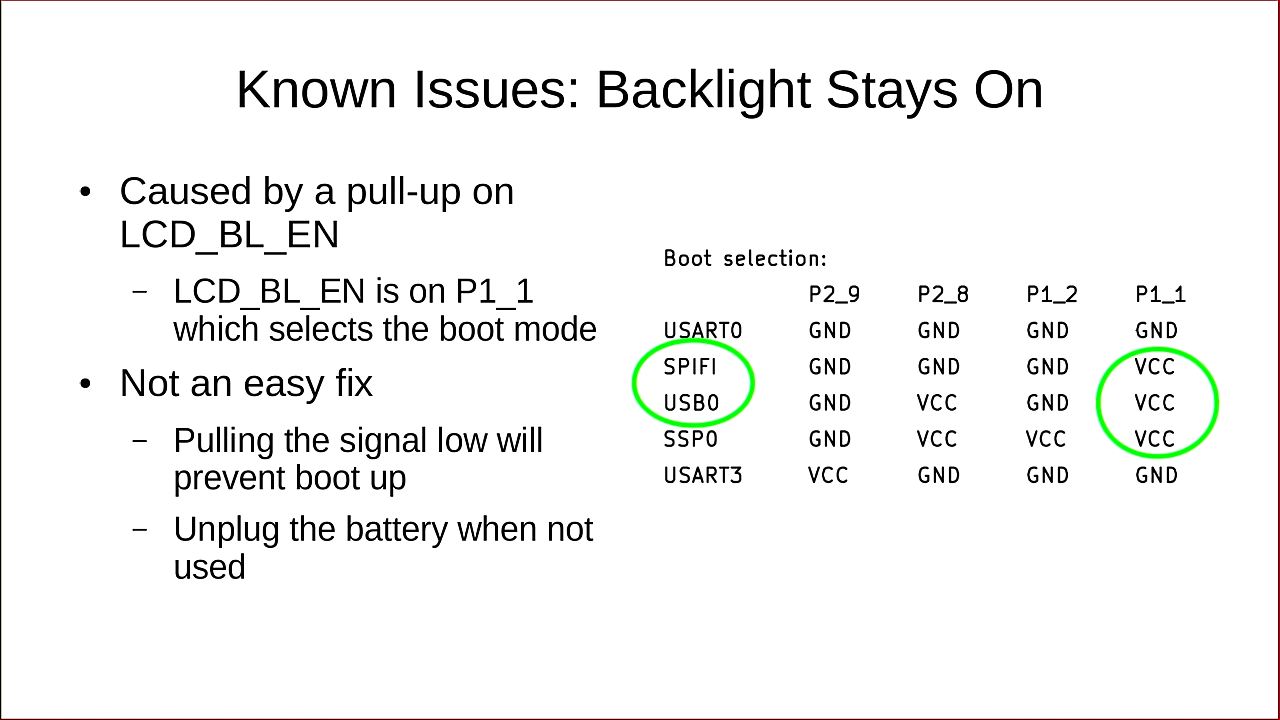 Known Issues: Backlight Stays On
• Caused by a pull-up on
LCD_BL_EN
– LCD_BL_EN is on P1_1
which selects the boot mode
• Not an easy fix
– Pulling the signal low will
prevent boot up
– Unplug the battery when not
used
Boot selection:
P2_9 P2_8 P1_2 P1_1
USART0 GND GND GND GND
SPIFI GND GND GND VCC
USB0 GND VCC GND VCC
SSP0 GND VCC VCC VCC
USART3 VCC GND GND GND